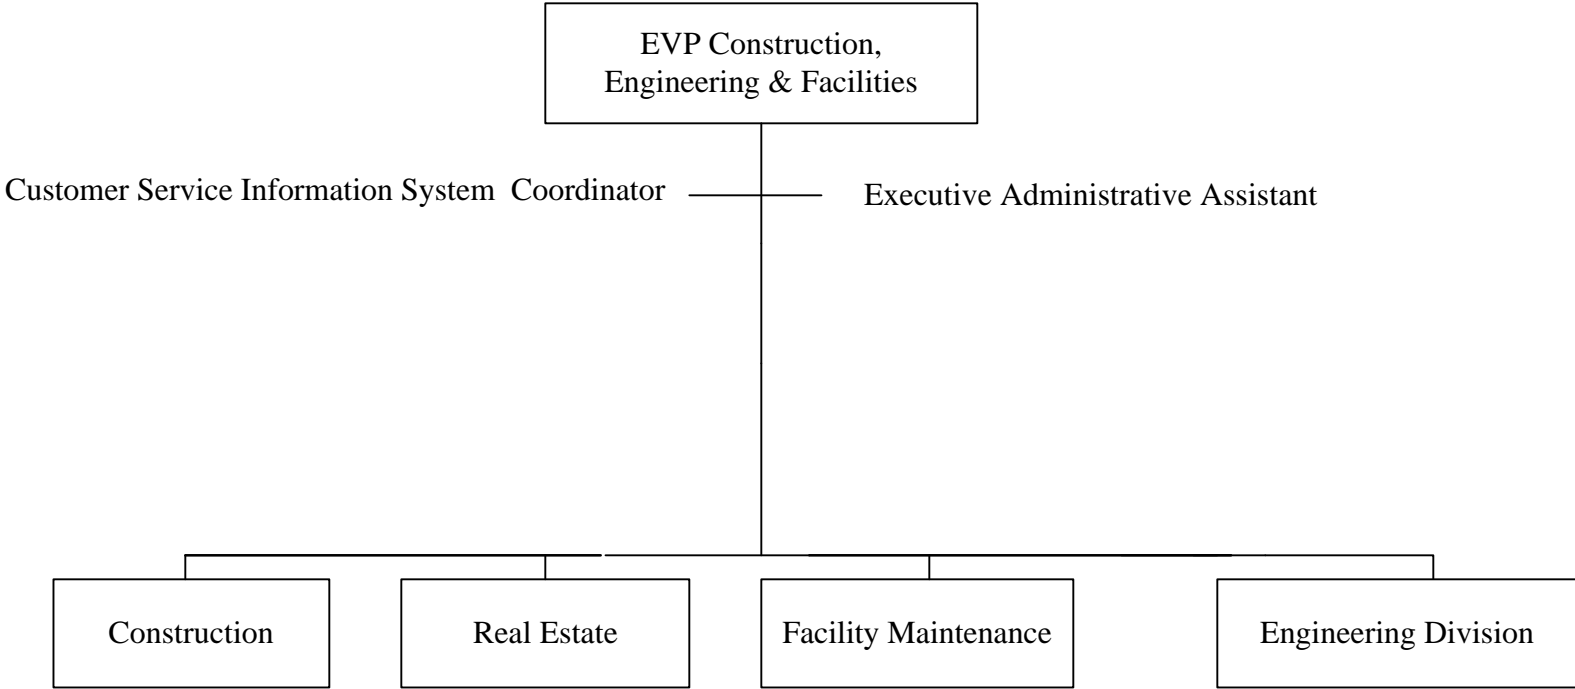 EVP Construction,
Engineering & Facilities
Customer Service Information System  Coordinator
Executive Administrative Assistant
Construction
Real Estate
Facility Maintenance
Engineering Division